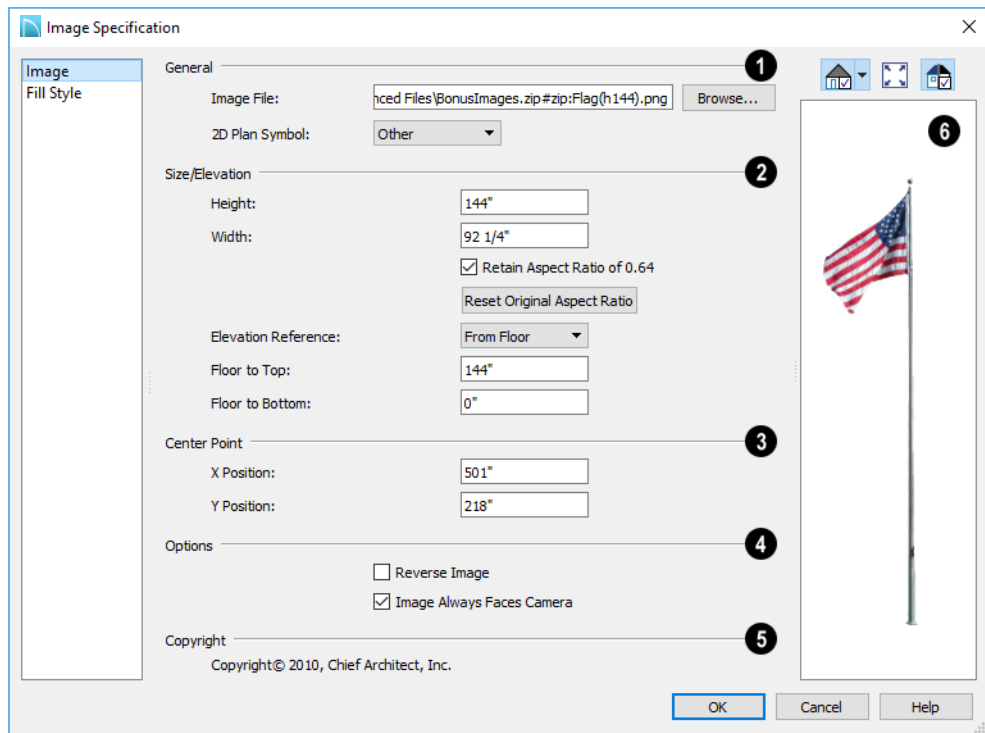 Image Specification
Image
Fill Style
General
1
Image File:
nced Files\BonusImages.zip#zip:Flag(h144).png
Browse...
2D Plan Symbol:
Other
Size/Elevation
2
Height:
144"
Width:
92 1/4"
Retain Aspect Ratio of 0.64
Reset Original Aspect Ratio
Elevation Reference:
From Floor
Floor to Top:
144"
Floor to Bottom:
0"
Center Point
3
X Position:
501"
Y Position:
218"
Options
4
Reverse Image
Image Always Faces Camera
Copyright
5
Copyright© 2010, Chief Architect, Inc.
6
OK
Cancel
Help